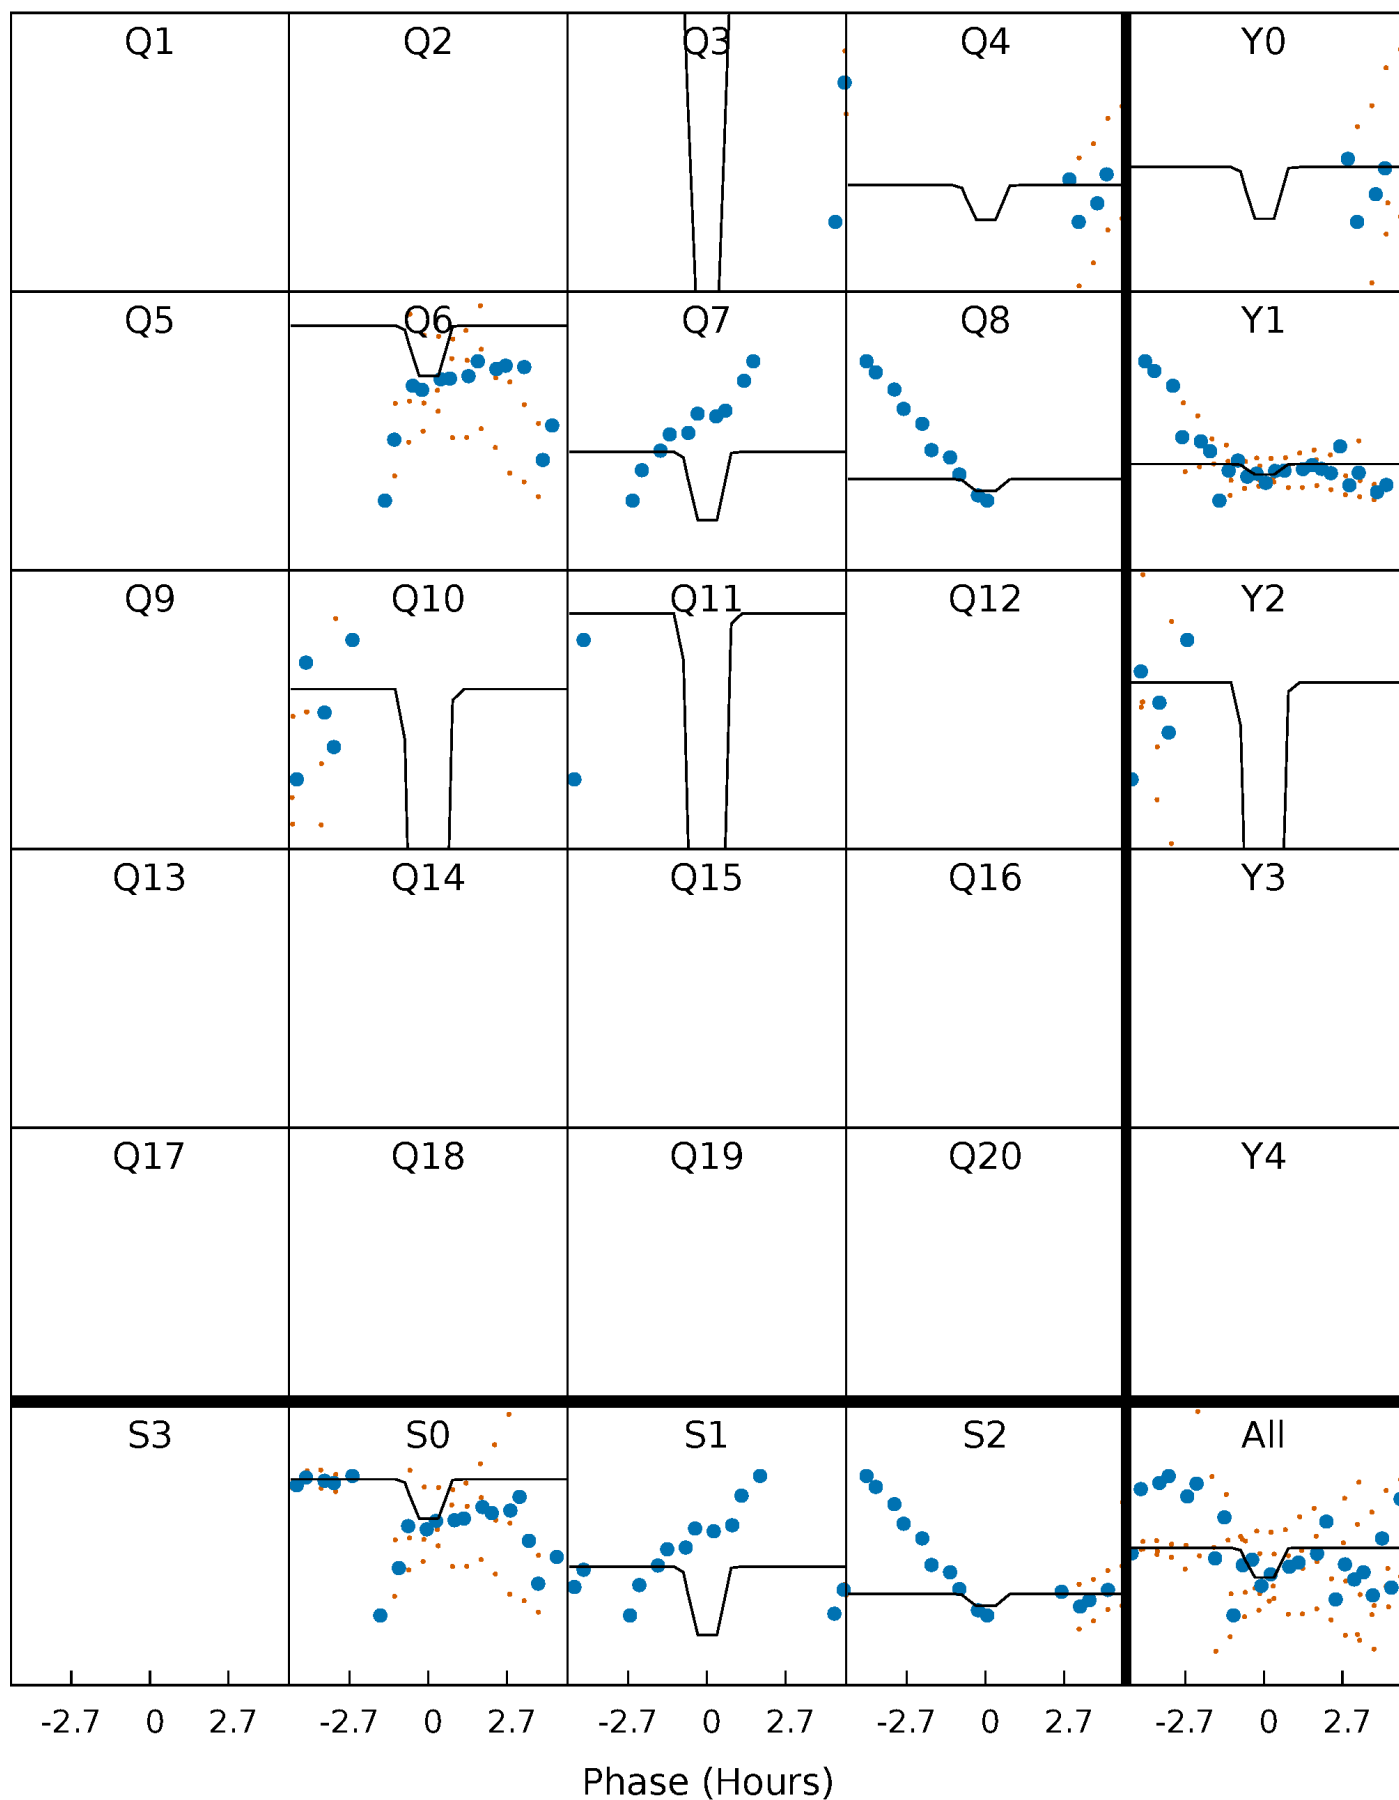 Q1 Q2 Q3 Q4 Y0
Q5 Q6 Q7 Q8 Y1
Q9 Q10 Q11 Q12 Y2
Q13 Q14 Q15 Q16 Y3
Q17 Q18 Q19 Q20 Y4
S3 S0 S1 S2 All
-2.7 0 2.7 -2.7 0 2.7 -2.7 0 2.7 -2.7 0 2.7 -2.7 0 2.7
Phase (Hours)